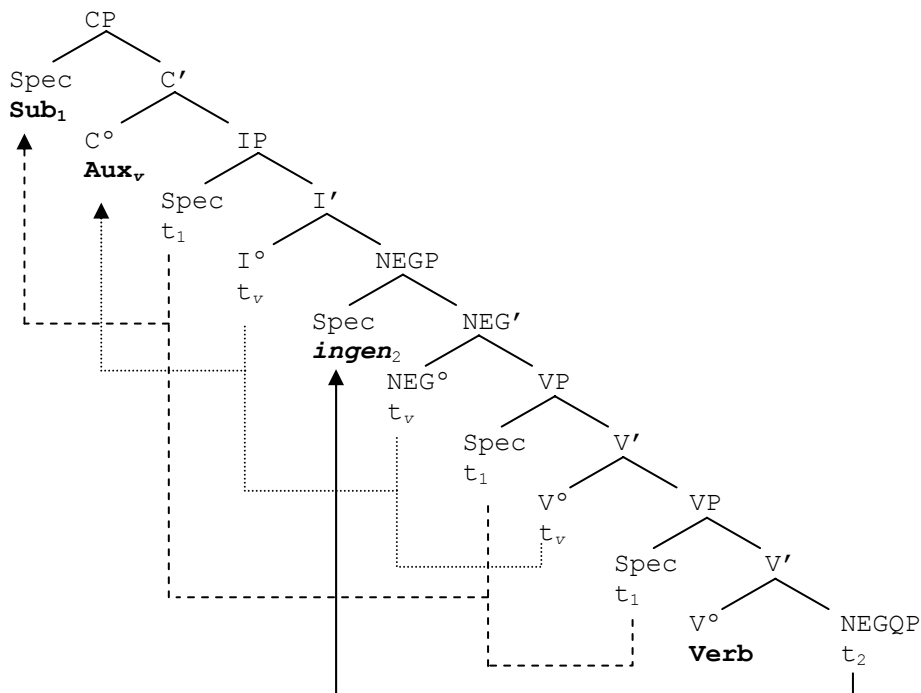 CP
Spec C′
Sub₁
C° IP
Auxᵥ
Spec I′
t₁
I° NEGP
tᵥ
Spec NEG′
ingen₂
NEG° VP
tᵥ
Spec V′
t₁
V° VP
tᵥ
Spec V′
t₁
V° NEGQP
Verb t₂